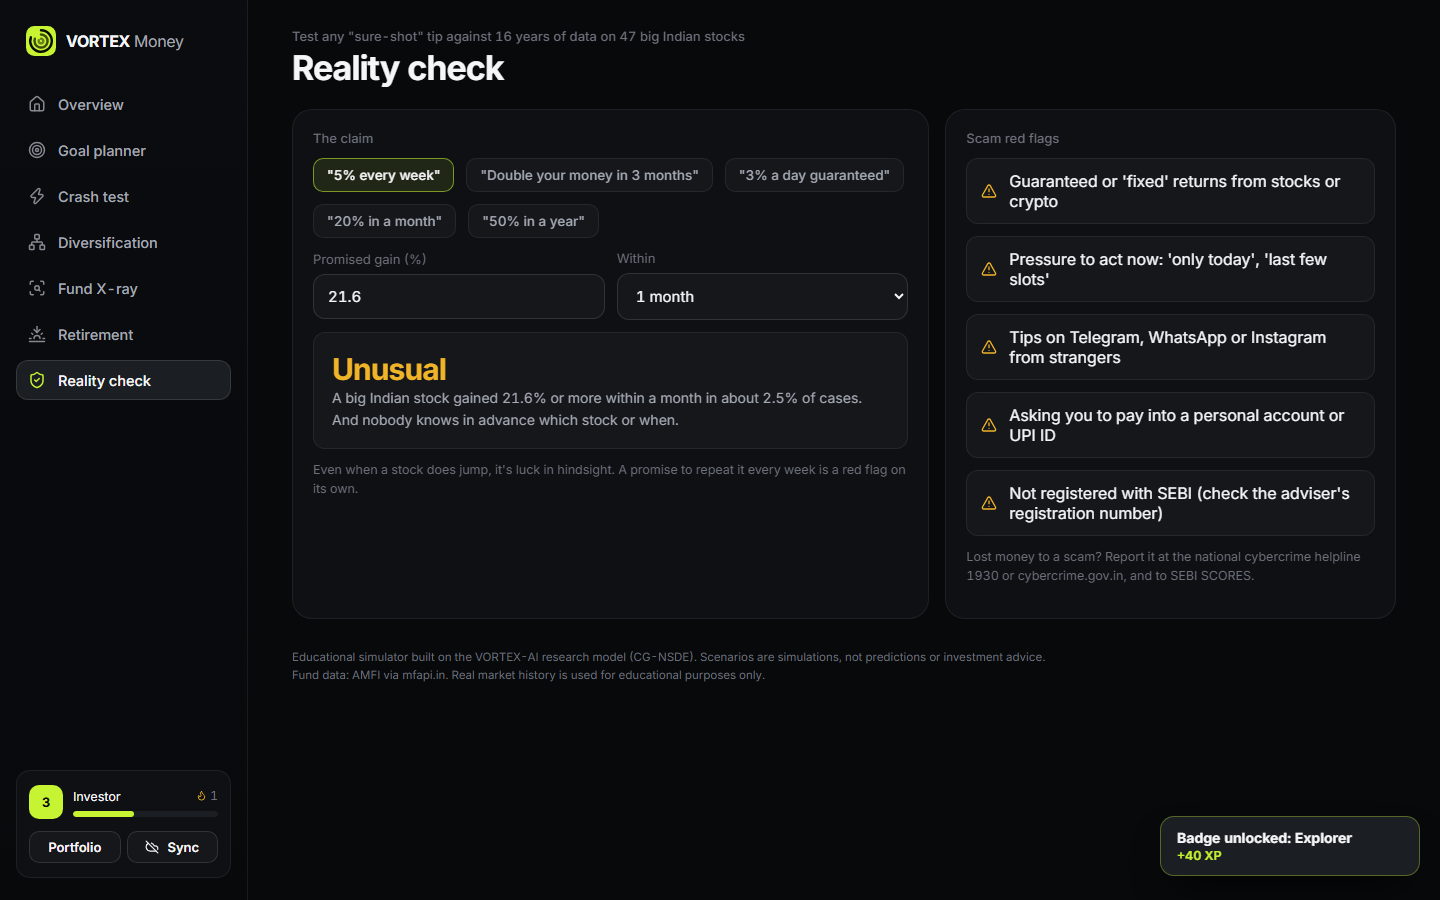 VORTEX Money
Overview
Goal planner
Crash test
Diversification
Fund X-ray
Retirement
Reality check
3
Investor
1
Portfolio
Sync
Test any "sure-shot" tip against 16 years of data on 47 big Indian stocks
Reality check
The claim
"5% every week"
"Double your money in 3 months"
"3% a day guaranteed"
"20% in a month"
"50% in a year"
Promised gain (%)
Within
21.6
1 month
Unusual
A big Indian stock gained 21.6% or more within a month in about 2.5% of cases.
And nobody knows in advance which stock or when.
Even when a stock does jump, it's luck in hindsight. A promise to repeat it every week is a red flag on
its own.
Scam red flags
Guaranteed or 'fixed' returns from stocks or
crypto
Pressure to act now: 'only today', 'last few
slots'
Tips on Telegram, WhatsApp or Instagram
from strangers
Asking you to pay into a personal account or
UPI ID
Not registered with SEBI (check the adviser's
registration number)
Lost money to a scam? Report it at the national cybercrime helpline
1930 or cybercrime.gov.in, and to SEBI SCORES.
Educational simulator built on the VORTEX-AI research model (CG-NSDE). Scenarios are simulations, not predictions or investment advice.
Fund data: AMFI via mfapi.in. Real market history is used for educational purposes only.
Badge unlocked: Explorer
+40 XP